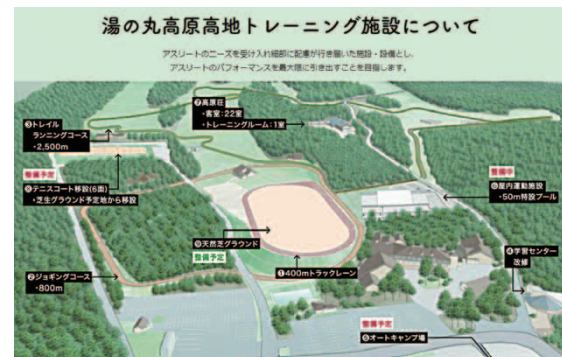 湯の丸高原高地トレーニング施設について
アスリートのニーズを受け入れ細部に配慮が行き届いた施設・設備とし、
アスリートのパフォーマンスを最大限に引き出すことを目指します。
❼高原荘
・客室：22室
・トレーニングルーム：1室
❸トレイル
ランニングコース
・2,500m
整備予定
❽テニスコート移設(6面)
・芝生グラウンド予定地から移設
整備中
❻屋内運動施設
・50m特設プール
❾天然芝グラウンド
整備予定
❹学習センター
改修
❷ジョギングコース
・800m
❶400mトラックレーン
整備予定
❺オートキャンプ場